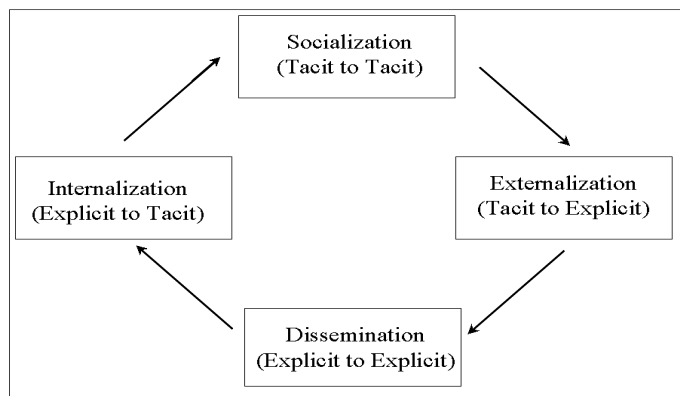 Socialization
(Tacit to Tacit)
Internalization
(Explicit to Tacit)
Externalization
(Tacit to Explicit)
Dissemination
(Explicit to Explicit)